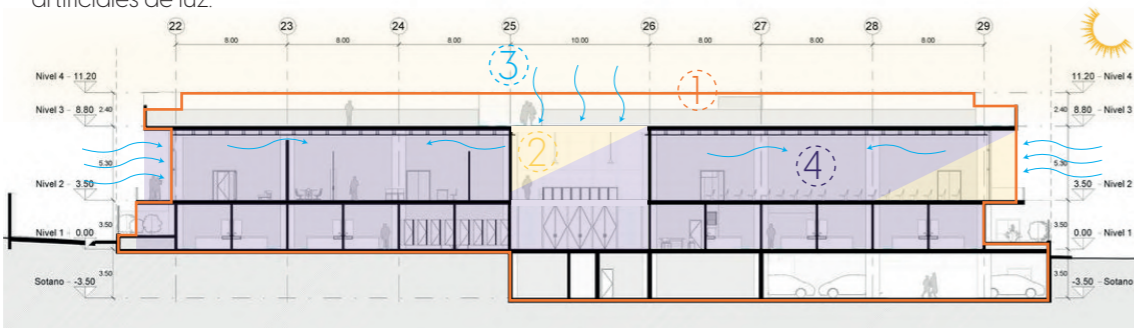 artificiales de luz.
22 23 24 25 26 27 28 29
8.00 8.00 8.00 10.00 8.00 8.00 8.00
3
1
Nivel 4 - 11.20 11.20 - Nivel 4
Nivel 3 - 8.80 2.40 2.40 8.80 - Nivel 3
2
4
5.30 5.30
Nivel 2 - 3.50 3.50 - Nivel 2
3.50 3.50
Nivel 1 - 0.00 0.00 - Nivel 1
3.50 3.50
Sotano - -3.50 -3.50 - Sotano